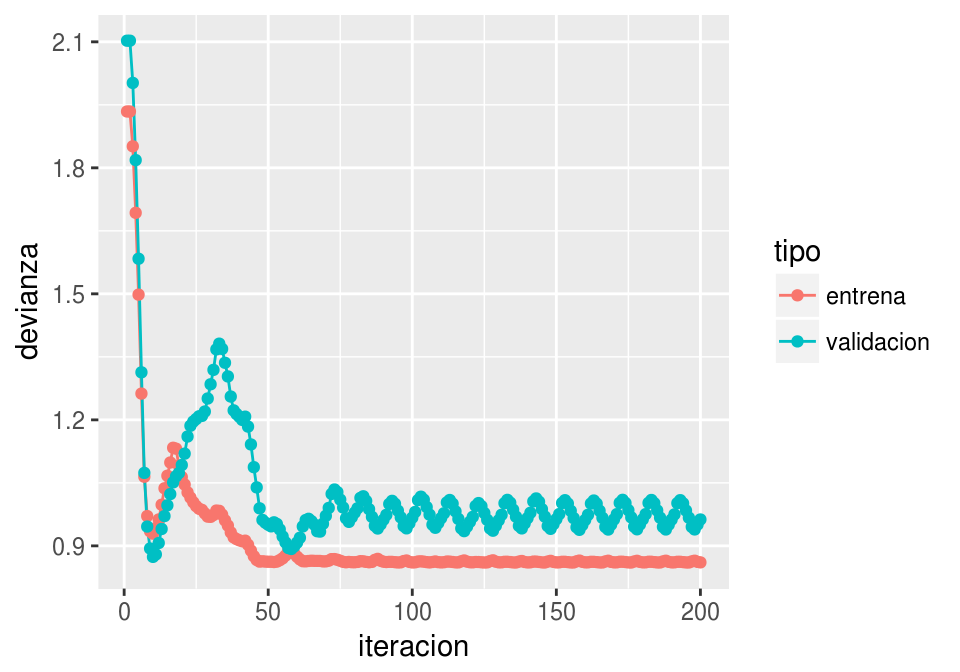 2.1
1.8
1.5
1.2
0.9
devianza
0 50 100 150 200
iteracion
tipo
entrena
validacion